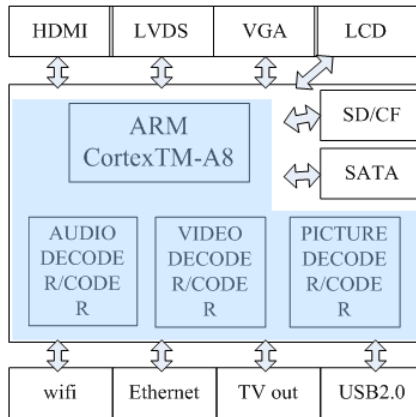 HDMI LVDS VGA LCD
ARM
CortexTM-A8
SD/CF
SATA
AUDIO
DECODE
R/CODE
R
VIDEO
DECODE
R/CODE
R
PICTURE
DECODE
R/CODE
R
wifi Ethernet TV out USB2.0